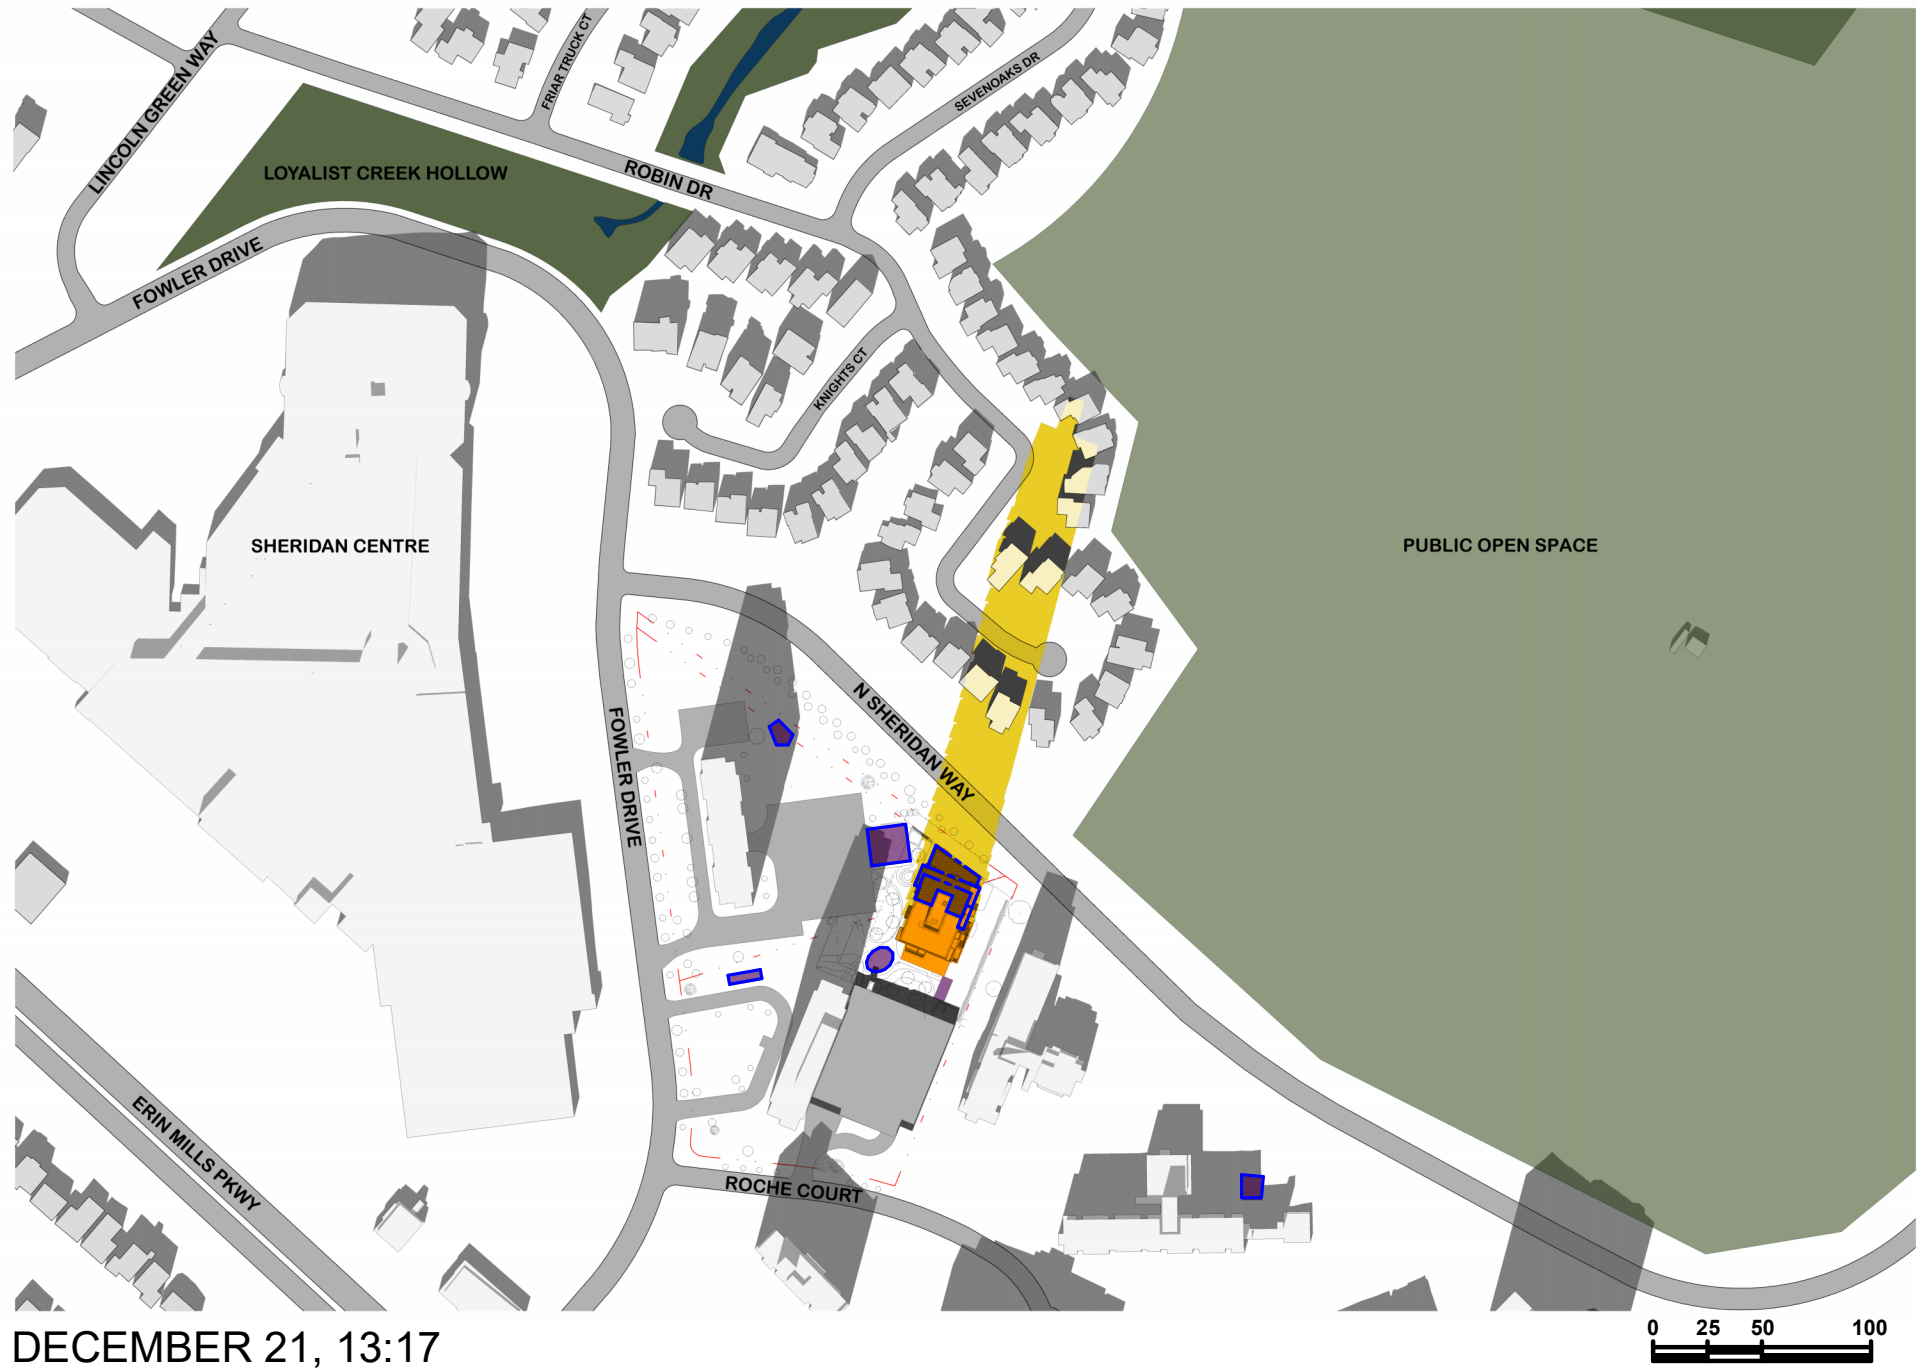 LINCOLN GREEN WAY
FRIAR TRUCK CT
SEVENOAKS DR
LOYALIST CREEK HOLLOW
ROBIN DR
FOWLER DRIVE
KNIGHTS CT
SHERIDAN CENTRE
PUBLIC OPEN SPACE
N SHERIDAN WAY
FOWLER DRIVE
ERIN MILLS PKWY
ROCHE COURT
DECEMBER 21, 13:17
0 25 50 100